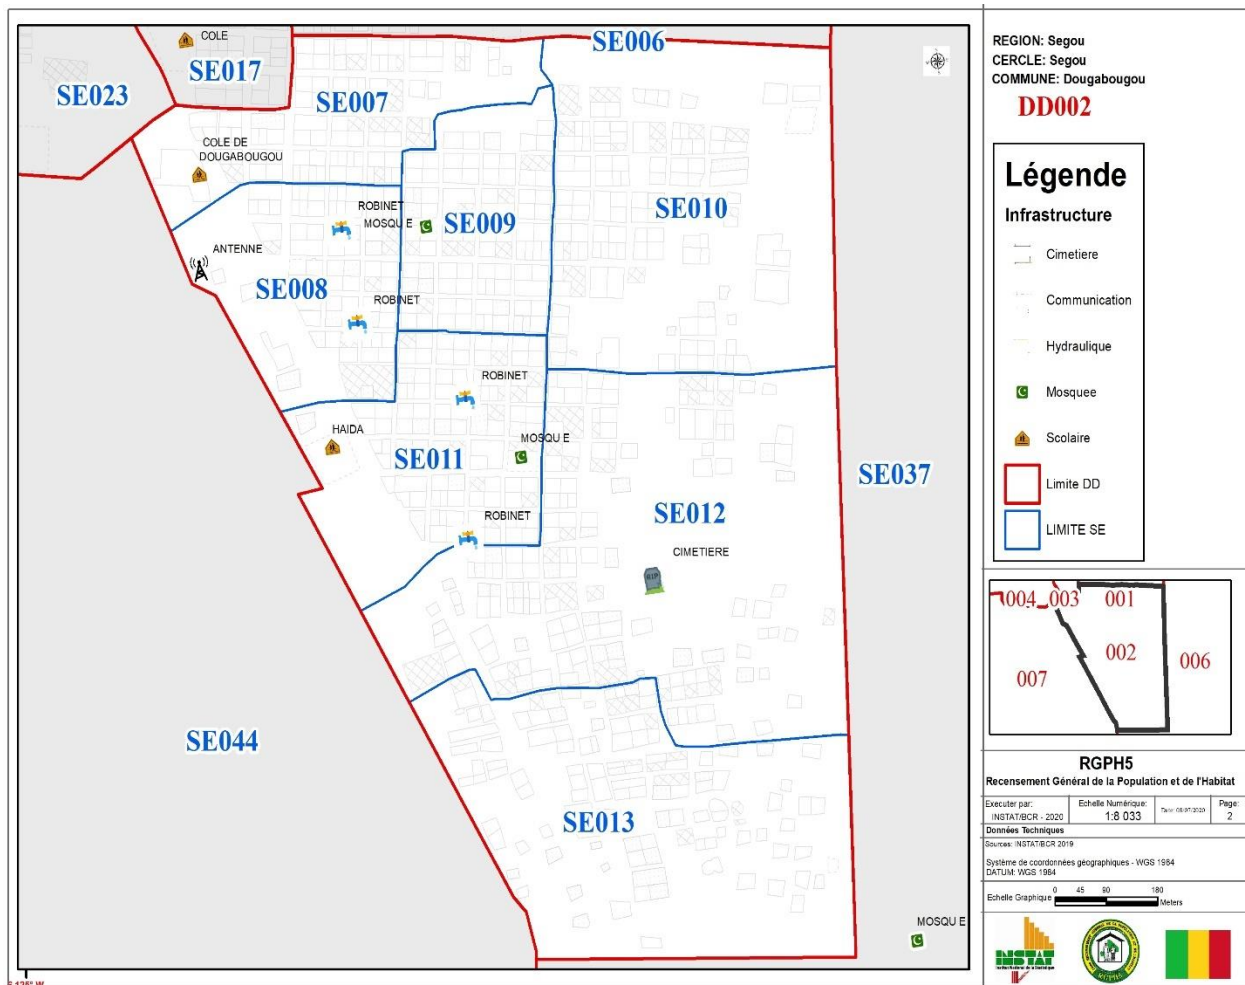 COLE
SE006
SE017
SE023
SE007
COLE DE
DOUGABOUGOU
ROBINET
MOSQU E
SE009
SE010
ANTENNE
SE008
ROBINET
ROBINET
HAIDA
MOSQU E
SE011
SE037
SE012
ROBINET
CIMETIERE
RIP
SE044
SE013
MOSQU E
REGION: Segou
CERCLE: Segou
COMMUNE: Dougabougou
DD002
Légende
Infrastructure
Cimetiere
Communication
Hydraulique
Mosquee
Scolaire
Limite DD
LIMITE SE
004 003 001
002
006
007
RGPH5
Recensement Général de la Population et de l'Habitat
Executer par:
INSTAT/BCR - 2020
Echelle Numérique:
1:8 033
Page:
2
Données Techniques
Sources: INSTAT/BCR 2019
Système de coordonnées géographiques - WGS 1984
DATUM: WGS 1984
Echelle Graphique
0 45 90 180
Meters
INSTAT